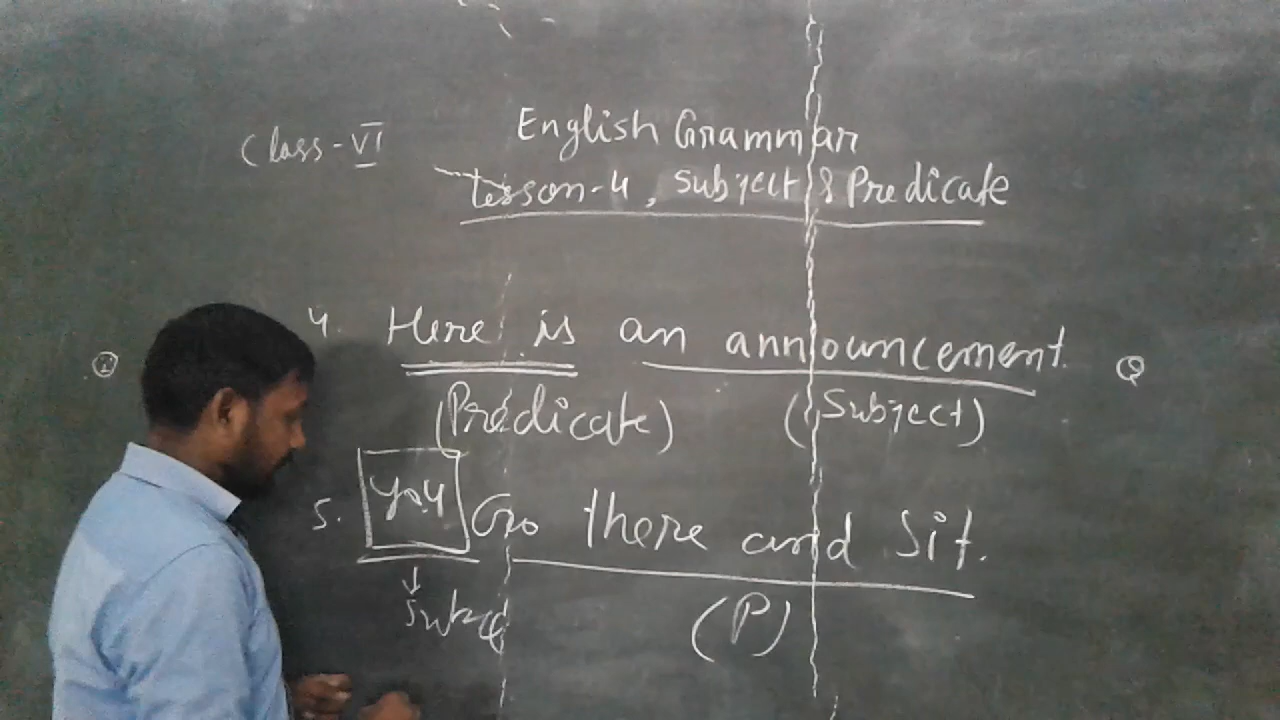 Class-VI
English Grammar
Lesson-4, Subject & Predicate
4. Here is an announcement.
(Predicate) (Subject)
5. You Go there and Sit.
(P)